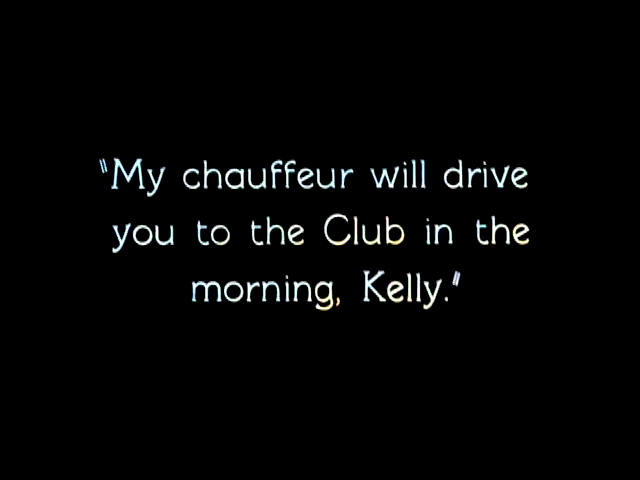 "My chauffeur will drive
you to the Club in the
morning, Kelly."